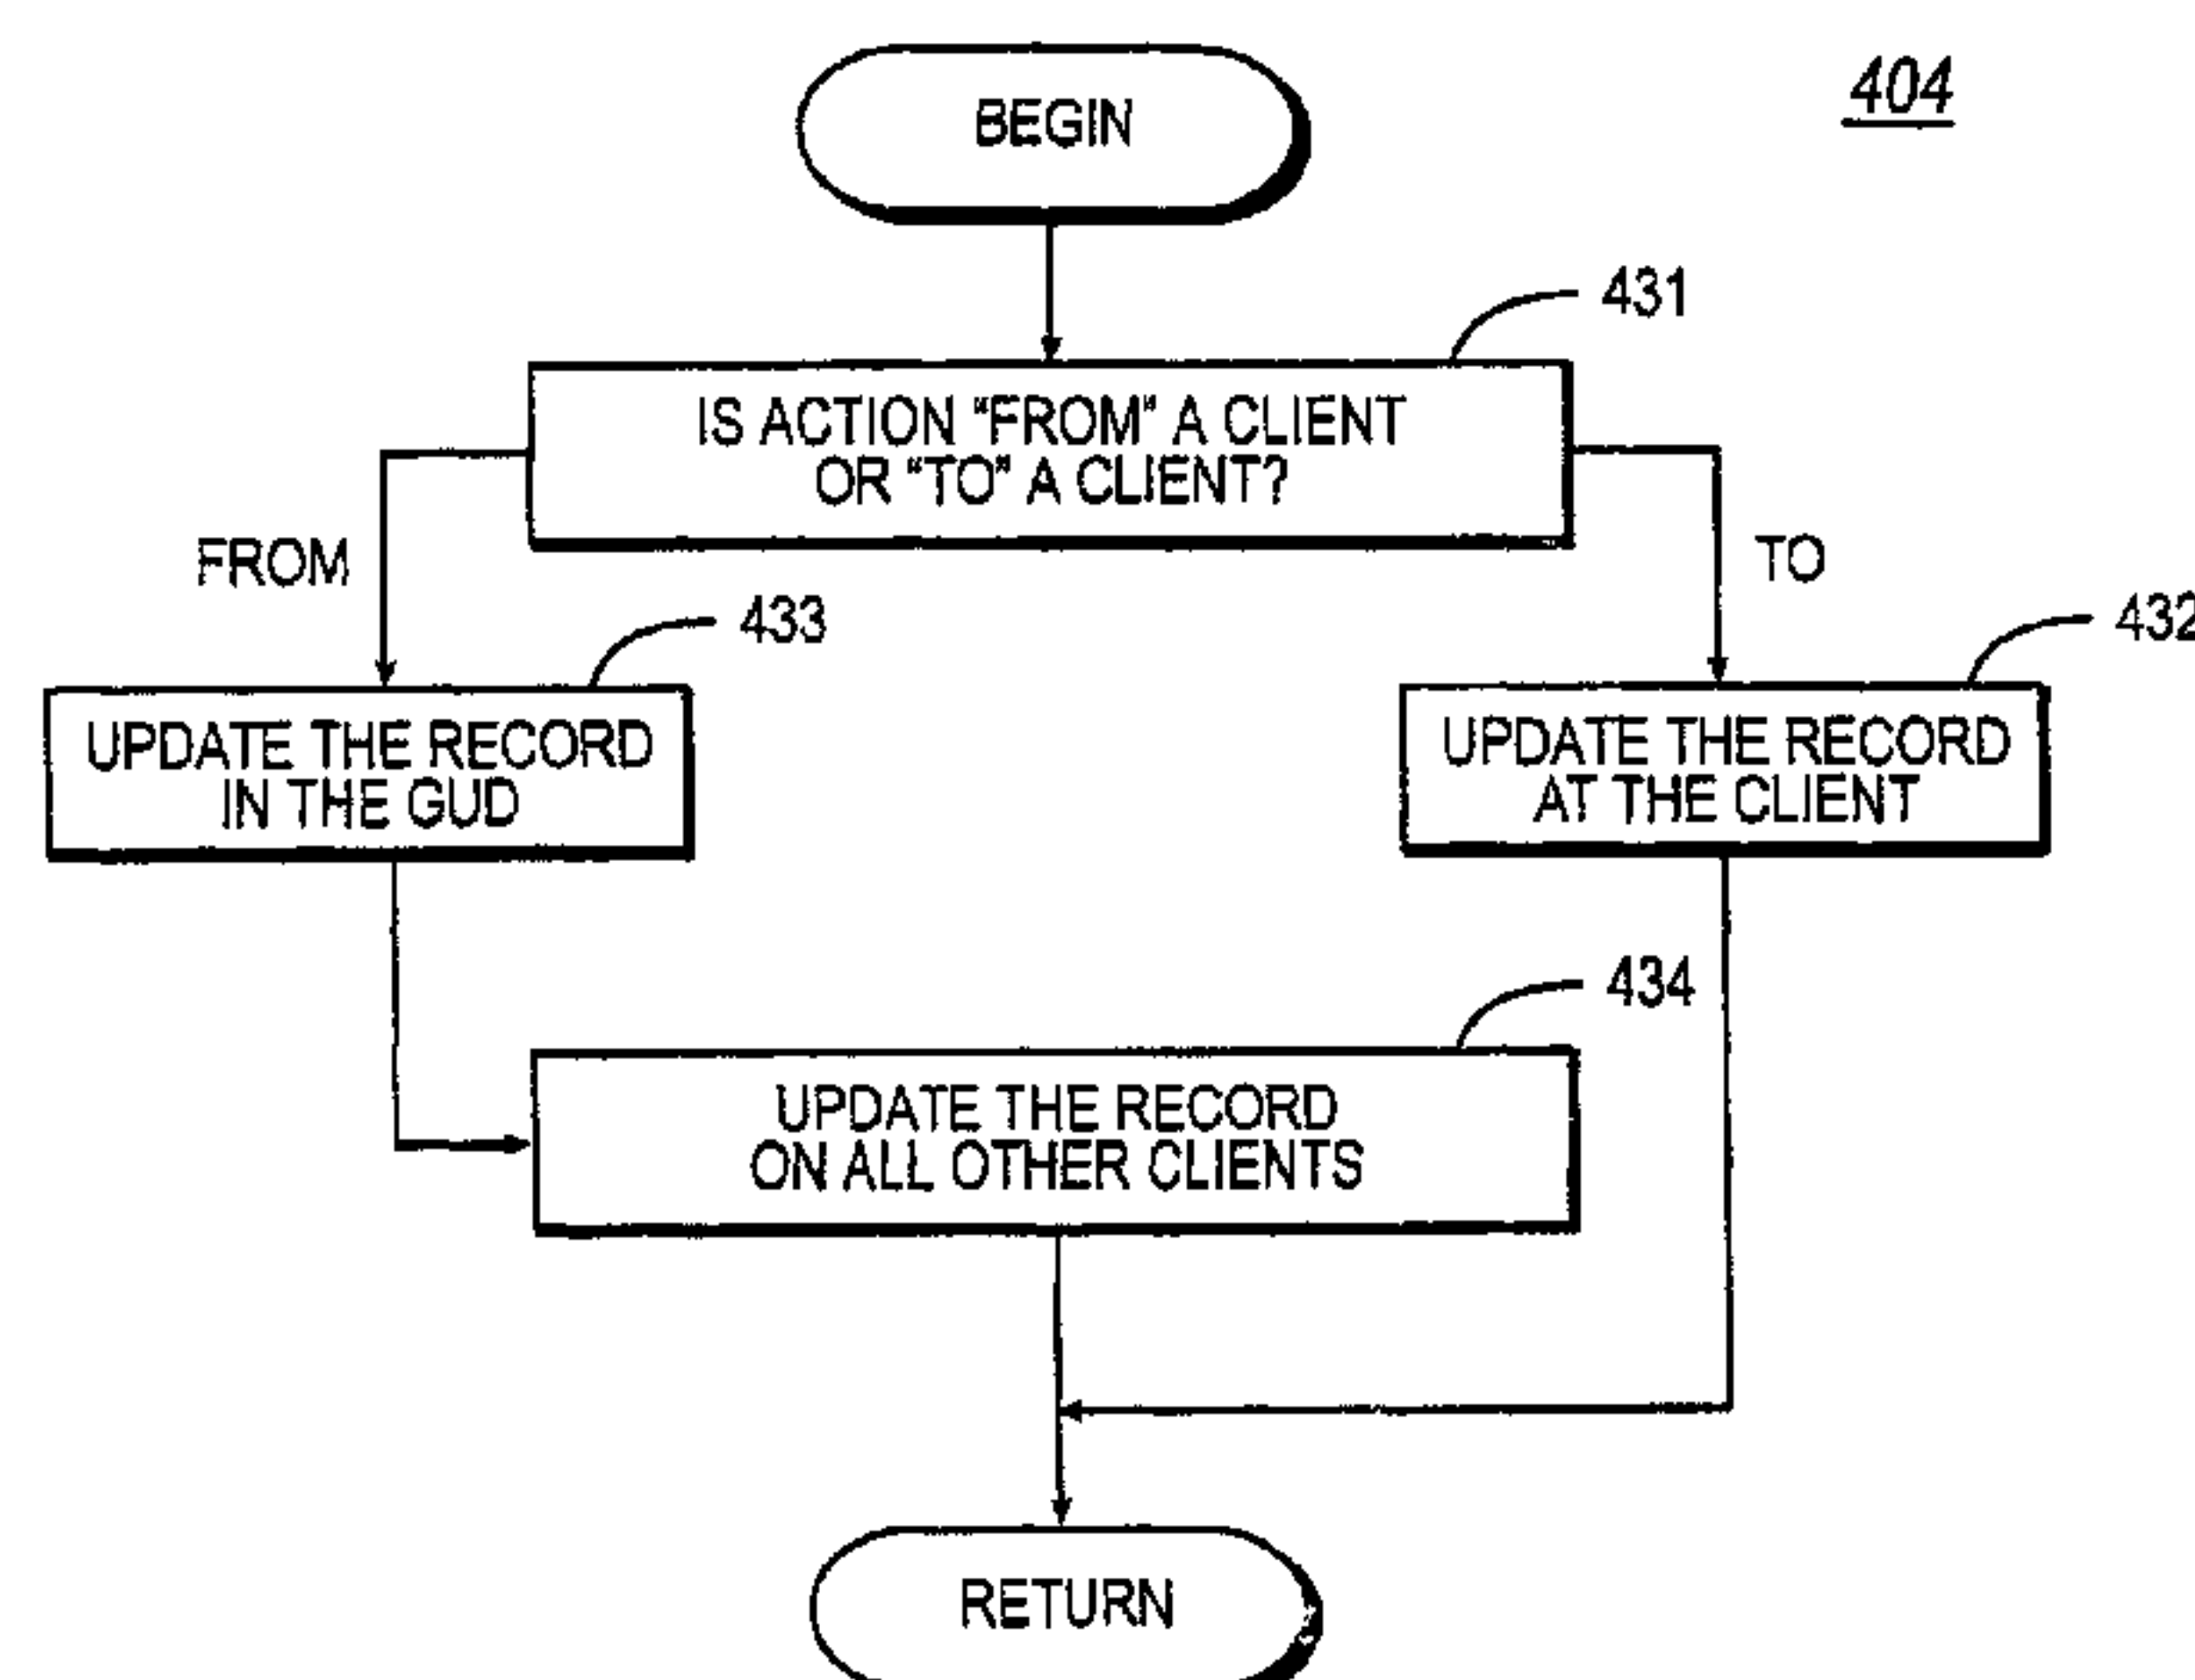 404
BEGIN
431
IS ACTION "FROM" A CLIENT
OR "TO" A CLIENT?
FROM
TO
433
432
UPDATE THE RECORD
IN THE GUD
UPDATE THE RECORD
AT THE CLIENT
434
UPDATE THE RECORD
ON ALL OTHER CLIENTS
RETURN